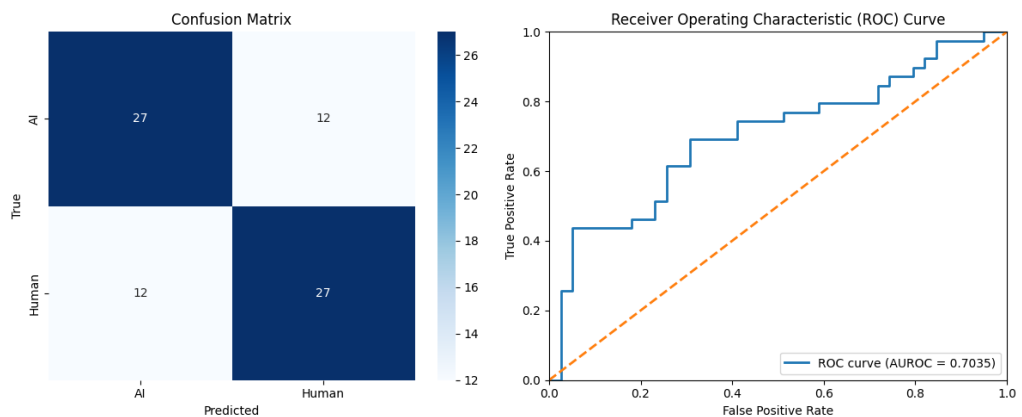 Confusion Matrix
AI
Human
True
27
12
12
27
AI
Human
Predicted
26
24
22
20
18
16
14
12
Receiver Operating Characteristic (ROC) Curve
True Positive Rate
1.0
0.8
0.6
0.4
0.2
0.0
0.0
0.2
0.4
0.6
0.8
1.0
False Positive Rate
ROC curve (AUROC = 0.7035)